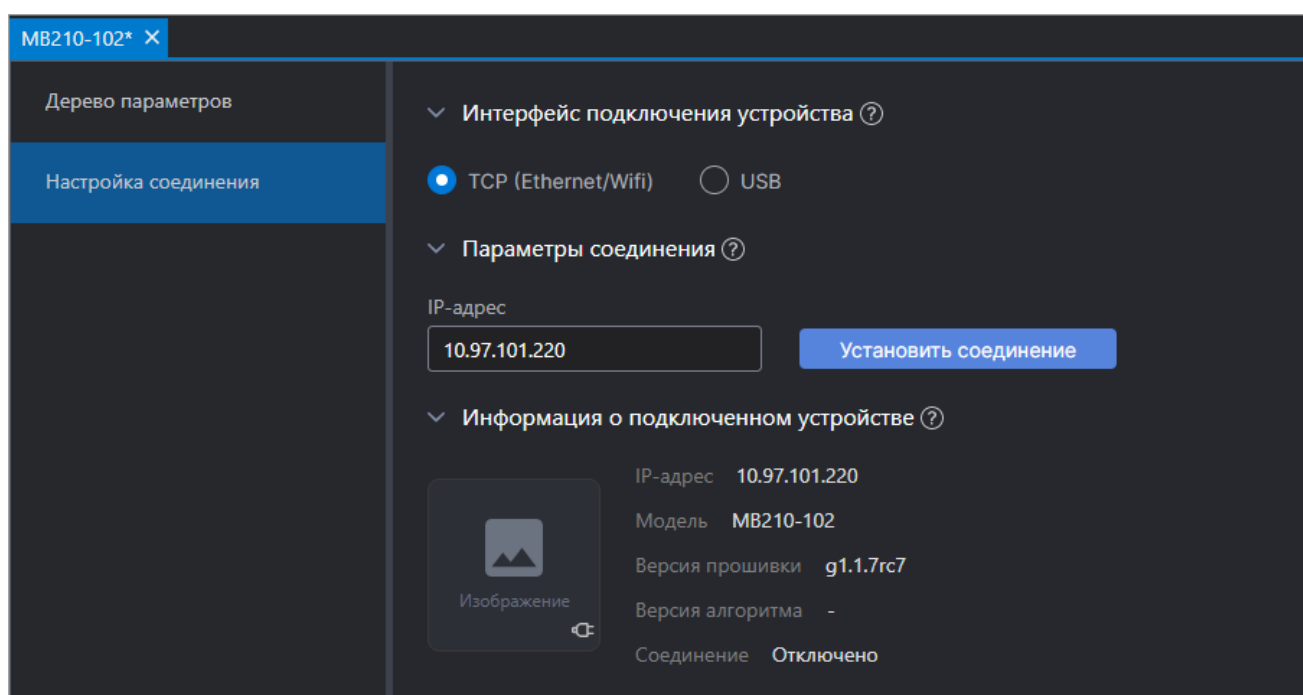 MB210-102* ×
Дерево параметров
Настройка соединения
Интерфейс подключения устройства ?
TCP (Ethernet/Wifi) USB
Параметры соединения ?
IP-адрес
10.97.101.220 Установить соединение
Информация о подключенном устройстве ?
Изображение
IP-адрес 10.97.101.220
Модель MB210-102
Версия прошивки g1.1.7rc7
Версия алгоритма -
Соединение Отключено